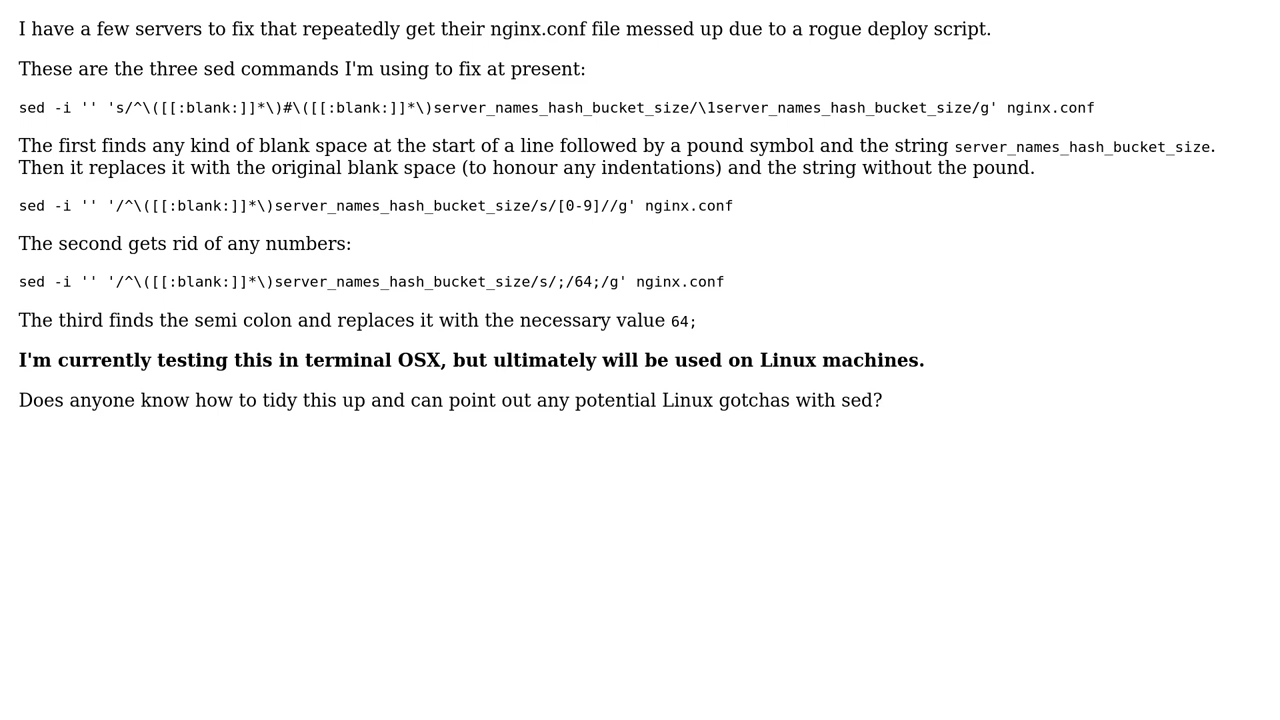 I have a few servers to fix that repeatedly get their nginx.conf file messed up due to a rogue deploy script.
These are the three sed commands I'm using to fix at present:
sed -i '' 's/^\([[:blank:]]*\)#\([[:blank:]]*\)server_names_hash_bucket_size/\1server_names_hash_bucket_size/g' nginx.conf
The first finds any kind of blank space at the start of a line followed by a pound symbol and the string server_names_hash_bucket_size.
Then it replaces it with the original blank space (to honour any indentations) and the string without the pound.
sed -i '' '/^\([[:blank:]]*\)server_names_hash_bucket_size/s/[0-9]//g' nginx.conf
The second gets rid of any numbers:
sed -i '' '/^\([[:blank:]]*\)server_names_hash_bucket_size/s/;/64;/g' nginx.conf
The third finds the semi colon and replaces it with the necessary value 64;
I'm currently testing this in terminal OSX, but ultimately will be used on Linux machines.
Does anyone know how to tidy this up and can point out any potential Linux gotchas with sed?